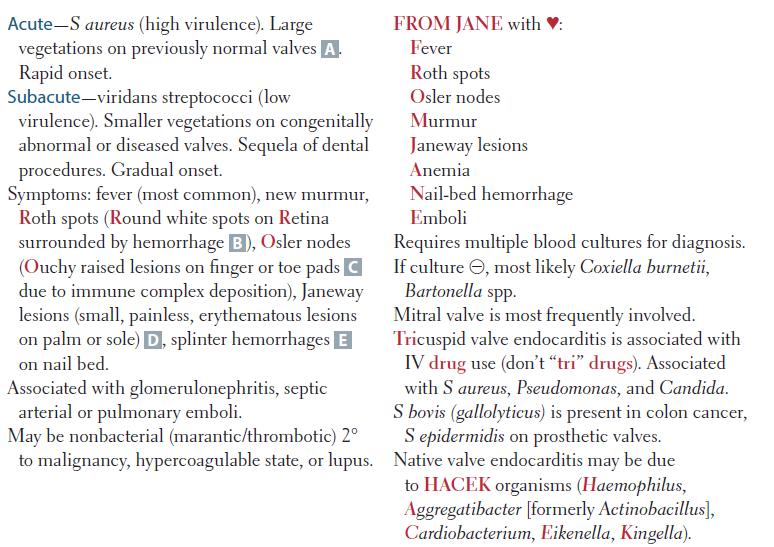 Acute—S aureus (high virulence). Large
vegetations on previously normal valves A.
Rapid onset.
Subacute—viridans streptococci (low
virulence). Smaller vegetations on congenitally
abnormal or diseased valves. Sequela of dental
procedures. Gradual onset.
Symptoms: fever (most common), new murmur,
Roth spots (Round white spots on Retina
surrounded by hemorrhage B), Osler nodes
(Ouchy raised lesions on finger or toe pads C
due to immune complex deposition), Janeway
lesions (small, painless, erythematous lesions
on palm or sole) D, splinter hemorrhages E
on nail bed.
Associated with glomerulonephritis, septic
arterial or pulmonary emboli.
May be nonbacterial (marantic/thrombotic) 2°
to malignancy, hypercoagulable state, or lupus.
FROM JANE with ♥:
Fever
Roth spots
Osler nodes
Murmur
Janeway lesions
Anemia
Nail-bed hemorrhage
Emboli
Requires multiple blood cultures for diagnosis.
If culture ⊖, most likely Coxiella burnetii,
Bartonella spp.
Mitral valve is most frequently involved.
Tricuspid valve endocarditis is associated with
IV drug use (don’t “tri” drugs). Associated
with S aureus, Pseudomonas, and Candida.
S bovis (gallolyticus) is present in colon cancer,
S epidermidis on prosthetic valves.
Native valve endocarditis may be due
to HACEK organisms (Haemophilus,
Aggregatibacter [formerly Actinobacillus],
Cardiobacterium, Eikenella, Kingella).